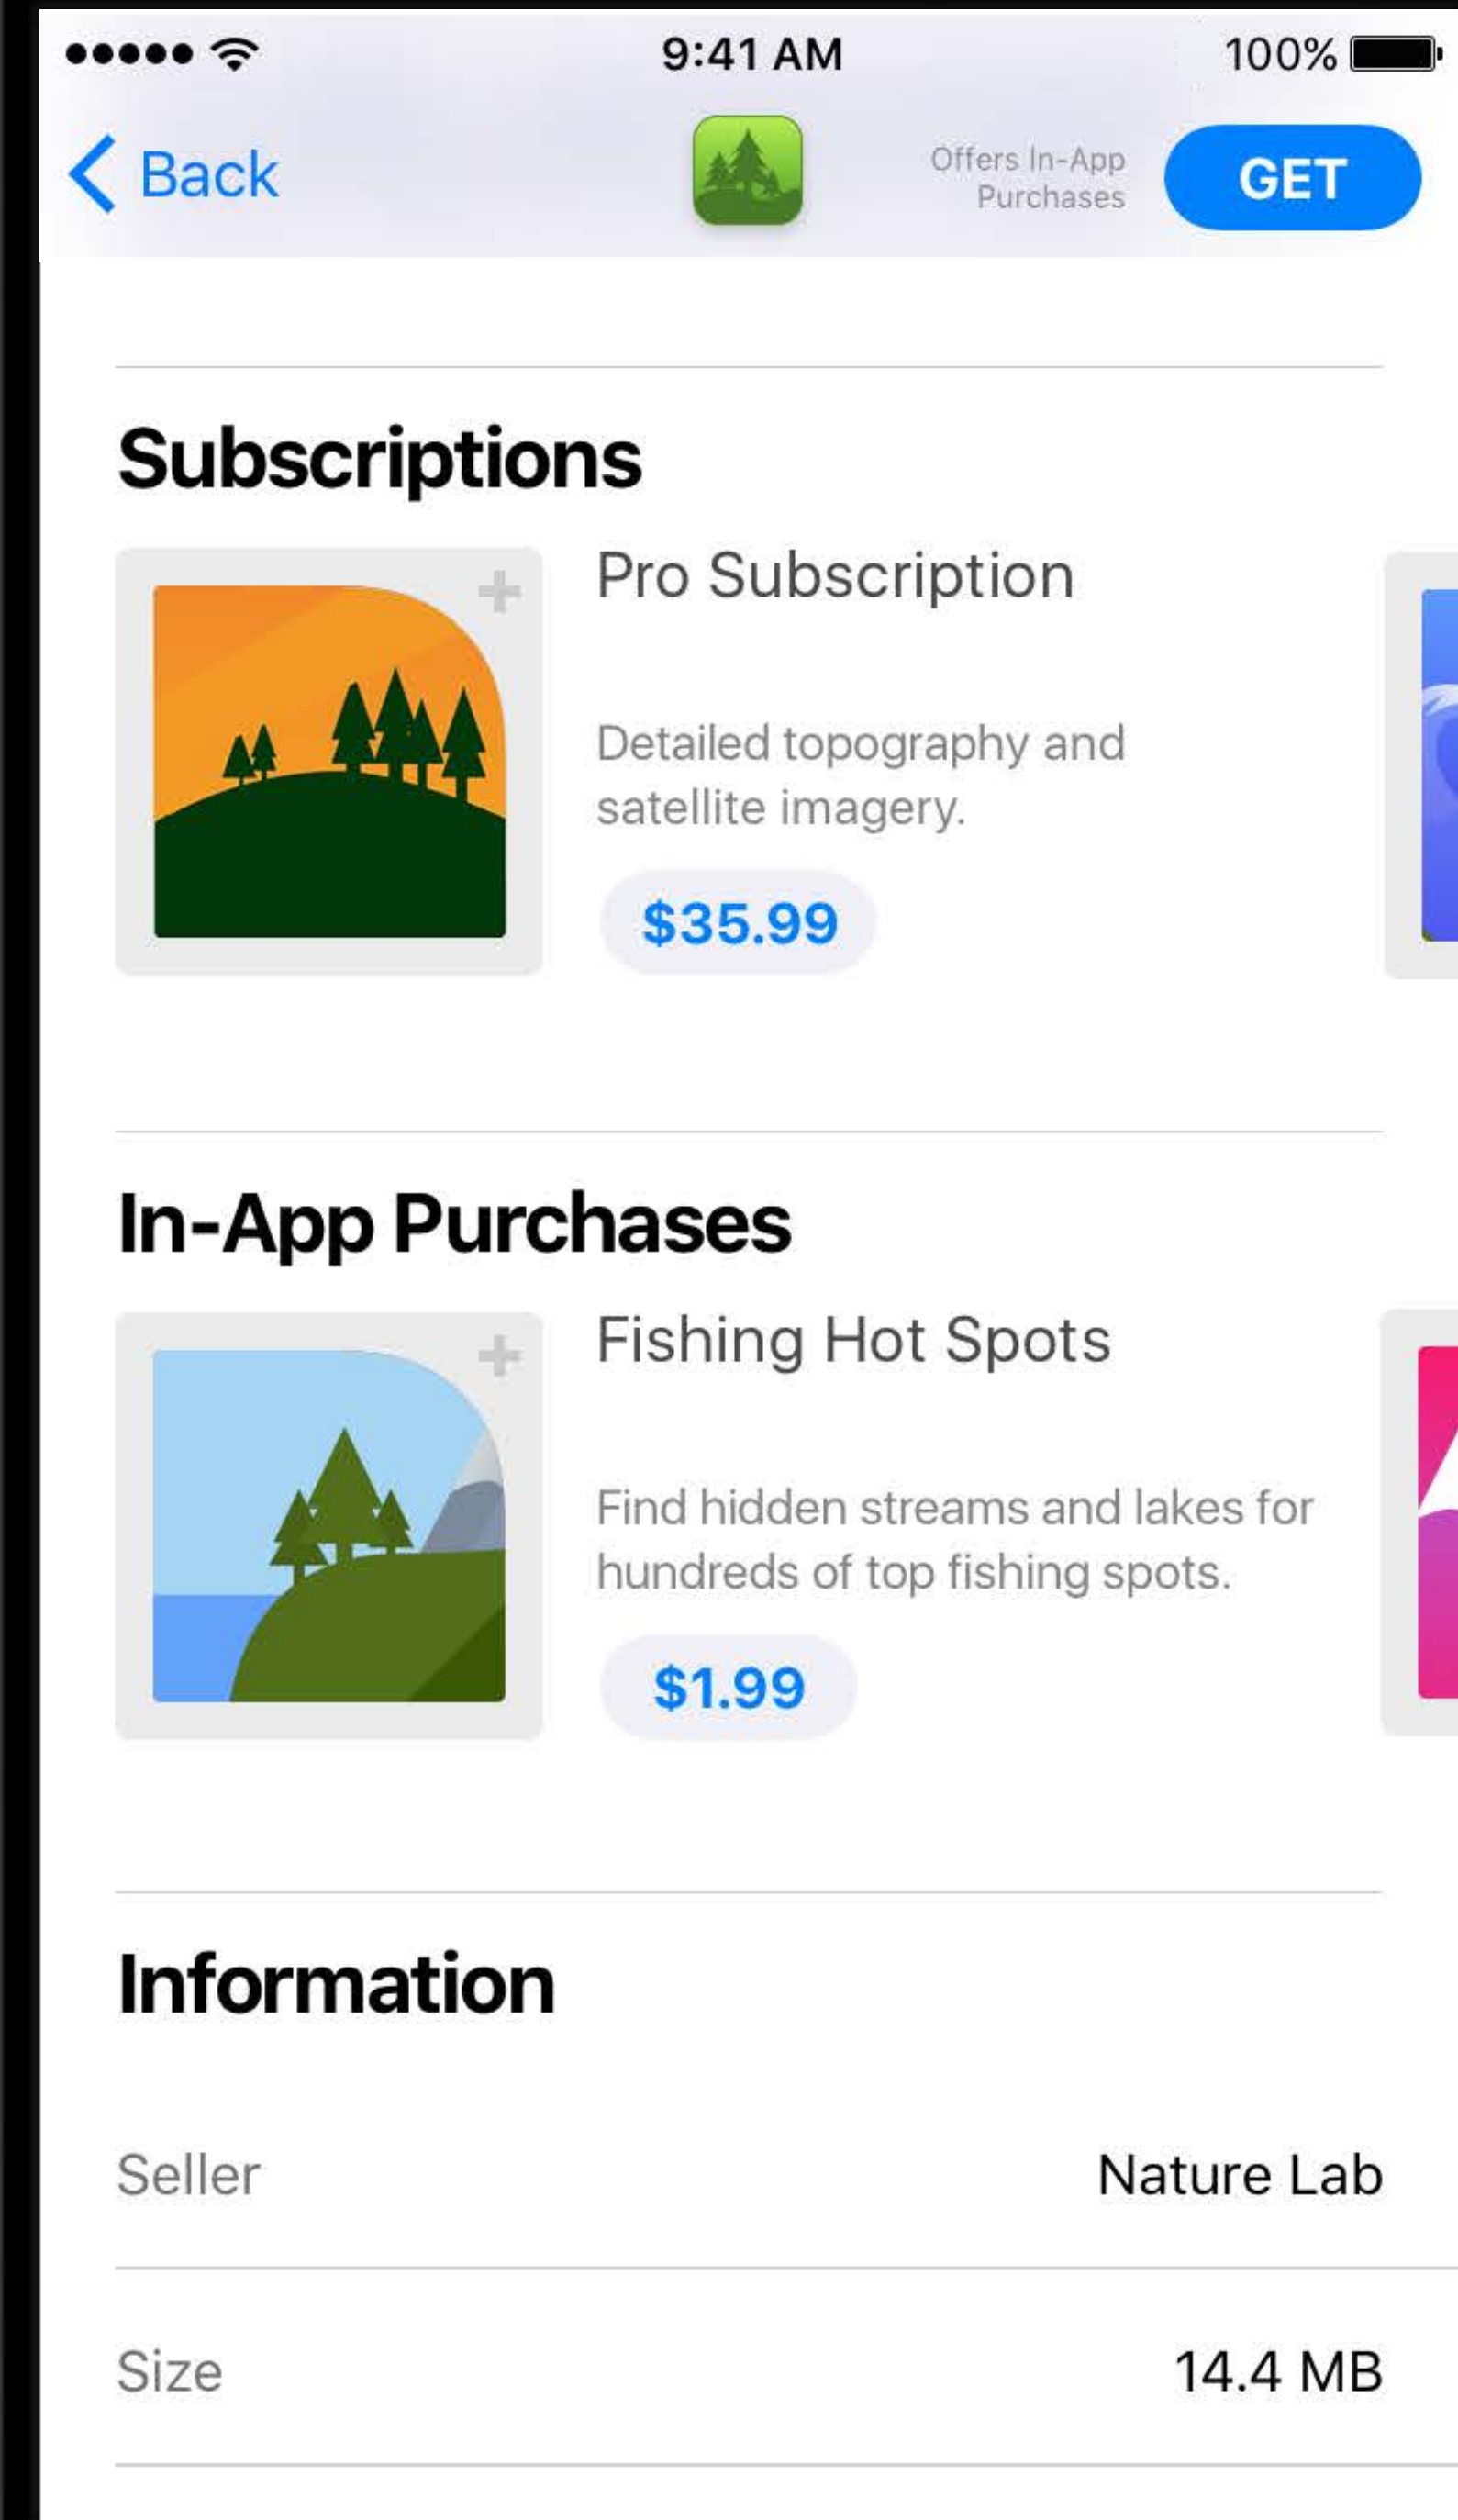 9:41 AM
100%
Back
Offers In-App
Purchases
GET
Subscriptions
Pro Subscription
Detailed topography and
satellite imagery.
$35.99
In-App Purchases
Fishing Hot Spots
Find hidden streams and lakes for
hundreds of top fishing spots.
$1.99
Information
Seller
Nature Lab
Size
14.4 MB